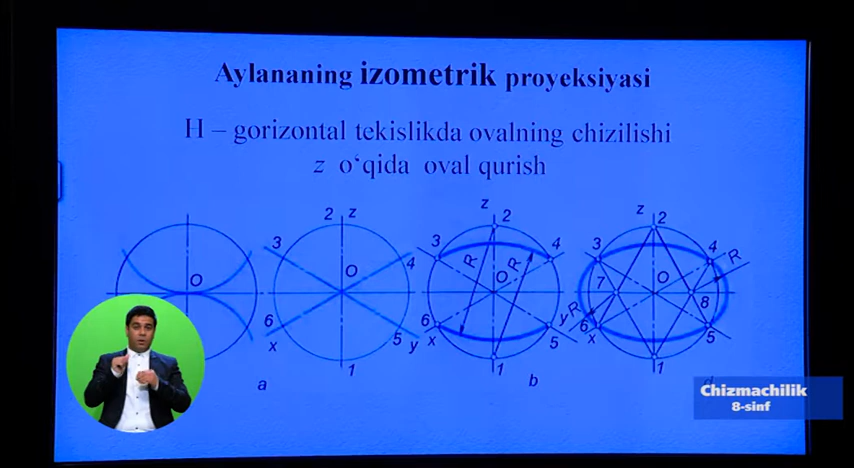 Aylananing izometrik proyeksiyasi
H – gorizontal tekislikda ovalning chizilishi
z o‘qida oval qurish
O
2 z
3
O
4
6
x
5 y
1
a
z 2
3
4
R
R
O
6
x
y
5
1
b
z 2
3
4
R
O
7
8
R
6
x
5
1
Chizmachilik
8-sinf